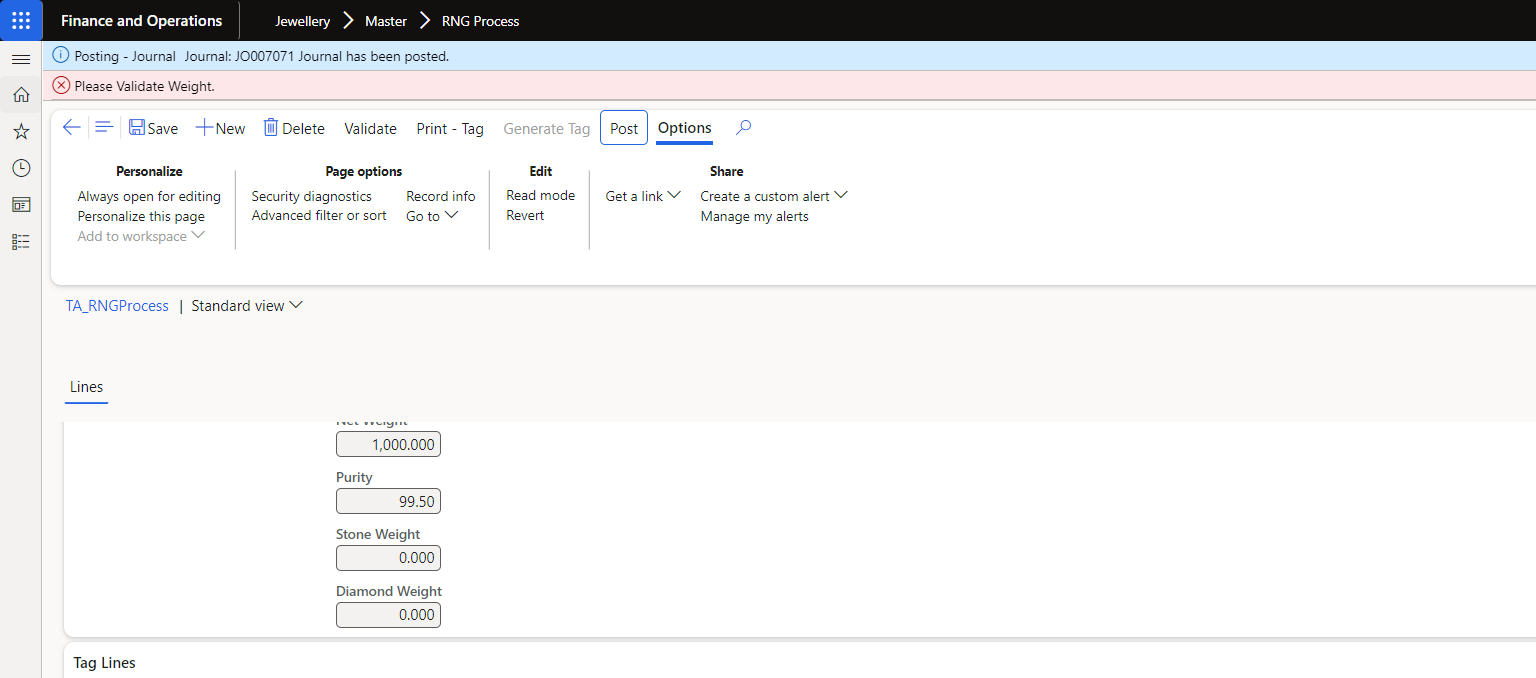 Finance and Operations Jewellery Master RNG Process
Posting - Journal Journal: JO007071 Journal has been posted.
Please Validate Weight.
Save New Delete Validate Print - Tag Generate Tag Post Options
Personalize Page options Edit Share
Always open for editing Security diagnostics Record info Read mode Get a link Create a custom alert
Personalize this page Advanced filter or sort Go to Revert Manage my alerts
Add to workspace
TA_RNGProcess | Standard view
Lines
Net Weight
1,000.000
Purity
99.50
Stone Weight
0.000
Diamond Weight
0.000
Tag Lines